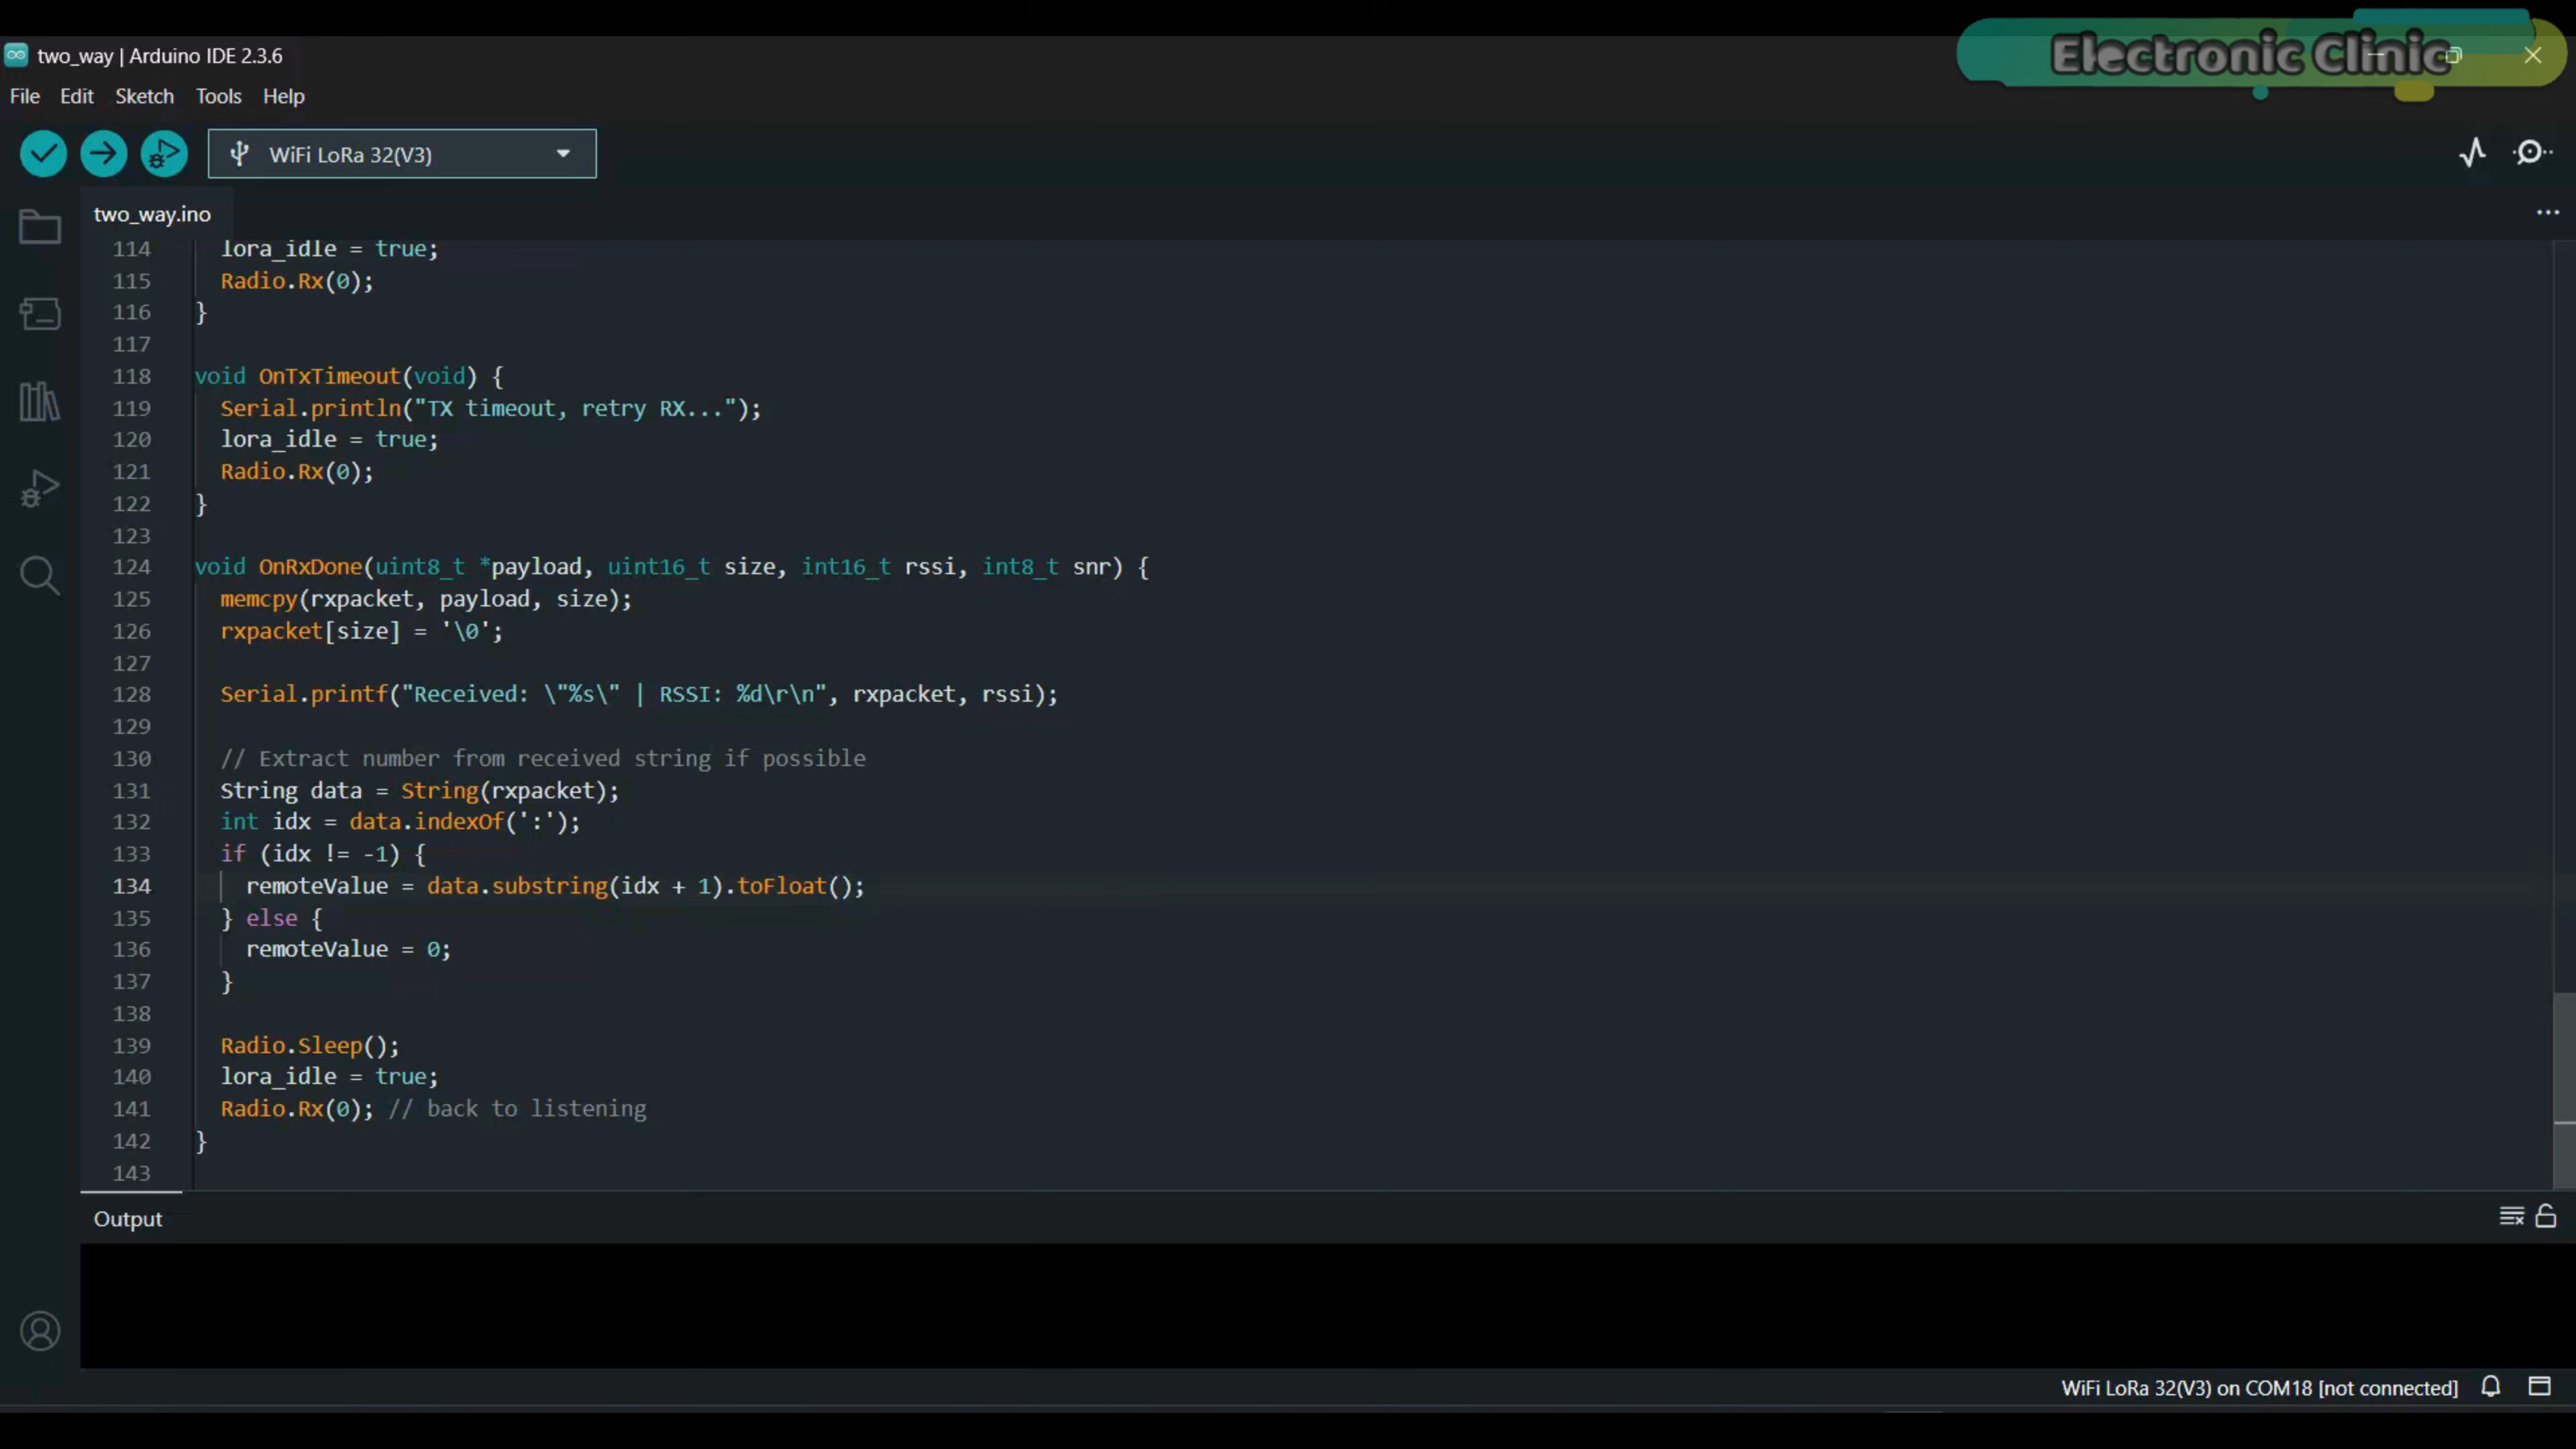 two_way | Arduino IDE 2.3.6
Electronic Clinic
File Edit Sketch Tools Help
WiFi LoRa 32(V3)
two_way.ino
114 lora_idle = true;
115 Radio.Rx(0);
116 }
117
118 void OnTxTimeout(void) {
119 Serial.println("TX timeout, retry RX...");
120 lora_idle = true;
121 Radio.Rx(0);
122 }
123
124 void OnRxDone(uint8_t *payload, uint16_t size, int16_t rssi, int8_t snr) {
125 memcpy(rxpacket, payload, size);
126 rxpacket[size] = '\0';
127
128 Serial.printf("Received: \"%s\" | RSSI: %d\r\n", rxpacket, rssi);
129
130 // Extract number from received string if possible
131 String data = String(rxpacket);
132 int idx = data.indexOf(':');
133 if (idx != -1) {
134 remoteValue = data.substring(idx + 1).toFloat();
135 } else {
136 remoteValue = 0;
137 }
138
139 Radio.Sleep();
140 lora_idle = true;
141 Radio.Rx(0); // back to listening
142 }
143
Output
WiFi LoRa 32(V3) on COM18 [not connected]